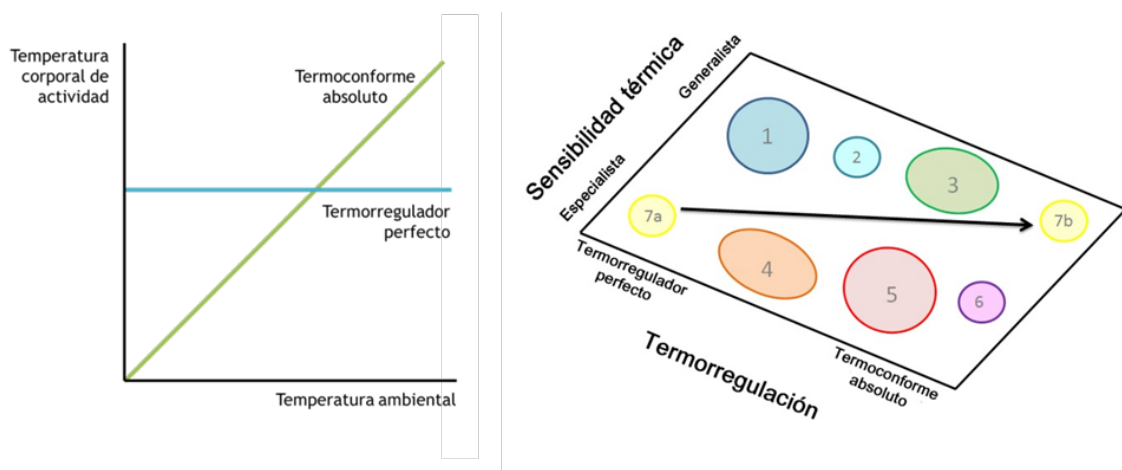 Temperatura
corporal de
actividad
Termoconforme
absoluto
Termorregulador
perfecto
Temperatura ambiental
Sensibilidad térmica
Generalista
Especialista
1
2
3
7a
7b
4
5
6
Termorregulador
perfecto
Termoconforme
absoluto
Termorregulación